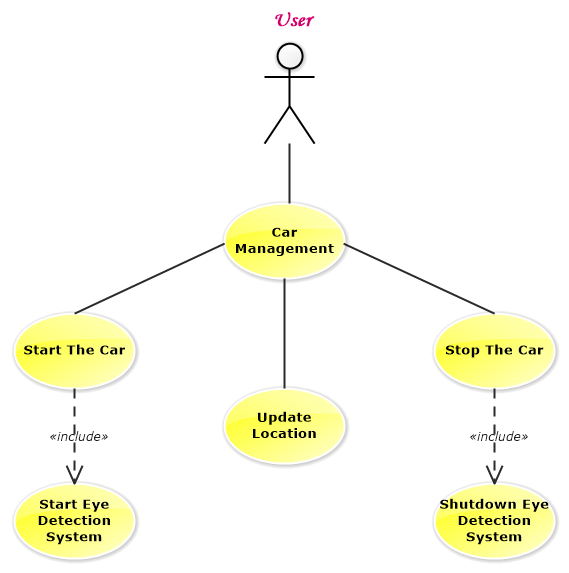 User
Car
Management
Start The Car
Stop The Car
Update
Location
«include»
«include»
Start Eye
Detection
System
Shutdown Eye
Detection
System